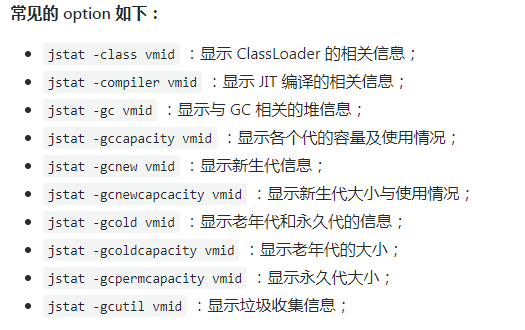 常见的 option 如下：
jstat -class vmid ：显示 ClassLoader 的相关信息；
jstat -compiler vmid ：显示 JIT 编译的相关信息；
jstat -gc vmid ：显示与 GC 相关的堆信息；
jstat -gccapacity vmid ：显示各个代的容量及使用情况；
jstat -gcnew vmid ：显示新生代信息；
jstat -gcnewcapcacity vmid ：显示新生代大小与使用情况；
jstat -gcold vmid ：显示老年代和永久代的信息；
jstat -gcoldcapacity vmid ：显示老年代的大小；
jstat -gcpermcapacity vmid ：显示永久代大小；
jstat -gcutil vmid ：显示垃圾收集信息；